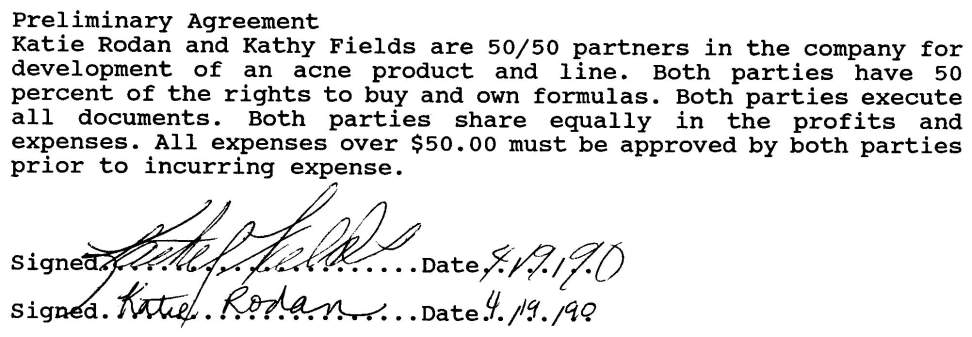 Preliminary Agreement
Katie Rodan and Kathy Fields are 50/50 partners in the company for
development of an acne product and line. Both parties have 50
percent of the rights to buy and own formulas. Both parties execute
all documents. Both parties share equally in the profits and
expenses. All expenses over $50.00 must be approved by both parties
prior to incurring expense.
Signed. Kathy Fields Date 4/19/90
Signed. Katie Rodan Date 4/19/90